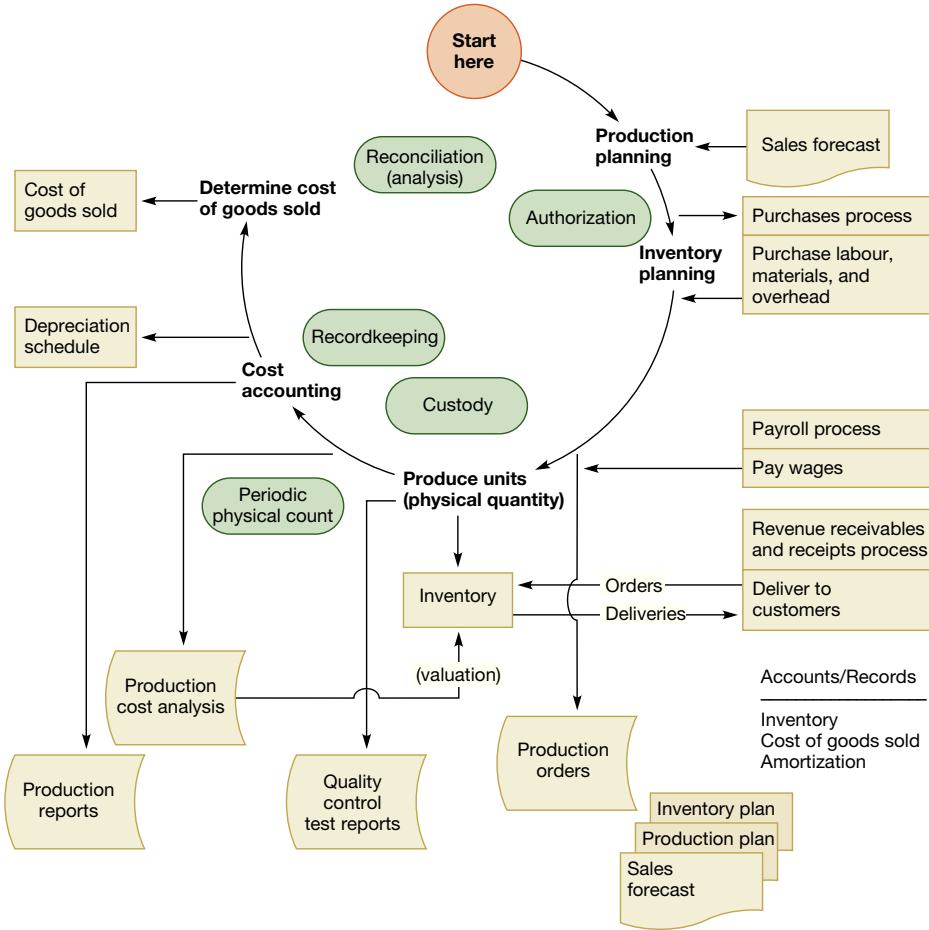 Start
here
Production
planning
Sales forecast
Reconciliation
(analysis)
Cost of
goods sold
Determine cost
of goods sold
Authorization
Purchases process
Inventory
planning
Purchase labour,
materials, and
overhead
Depreciation
schedule
Recordkeeping
Cost
accounting
Custody
Payroll process
Pay wages
Produce units
(physical quantity)
Periodic
physical count
Revenue receivables
and receipts process
Inventory
Orders
Deliveries
Deliver to
customers
(valuation)
Production
cost analysis
Accounts/Records
Inventory
Cost of goods sold
Amortization
Production
reports
Quality
control
test reports
Production
orders
Inventory plan
Production plan
Sales
forecast